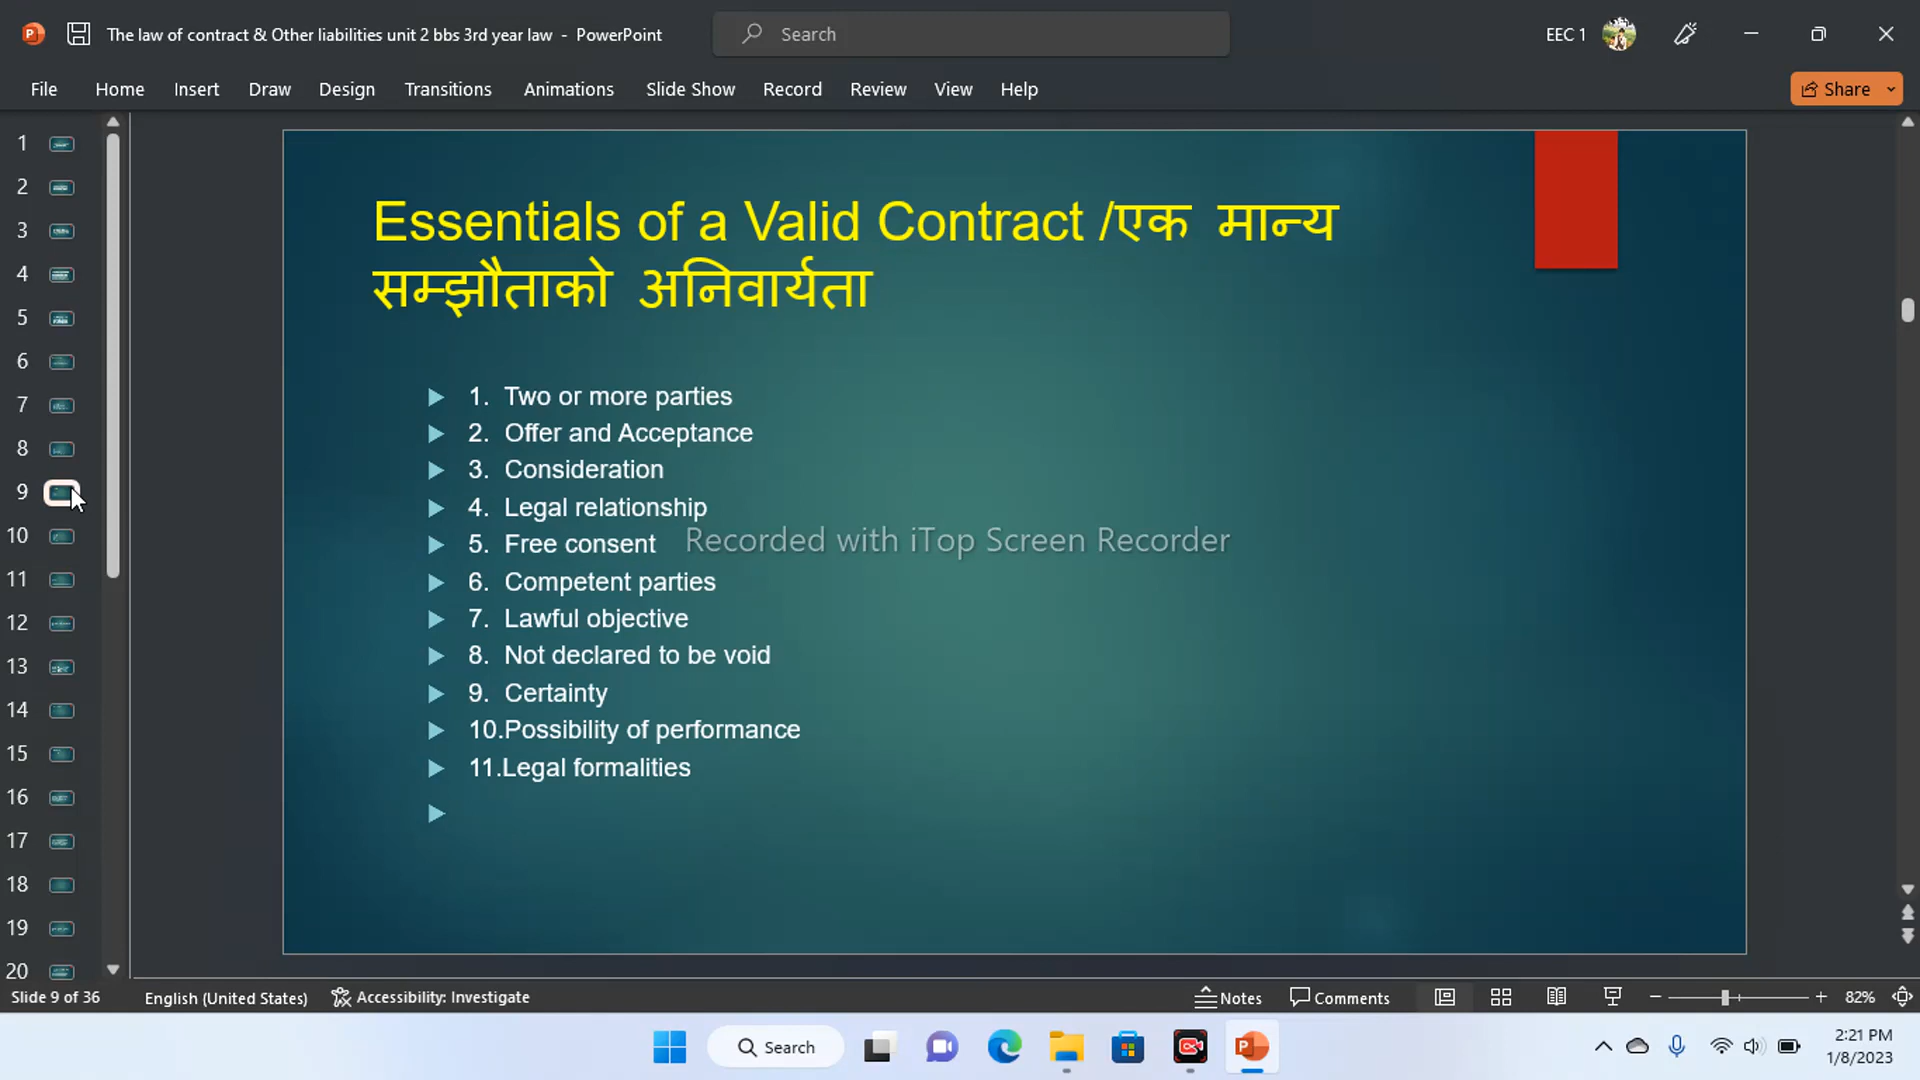 The law of contract & Other liabilities unit 2 bbs 3rd year law - PowerPoint
Search
EEC 1
File Home Insert Draw Design Transitions Animations Slide Show Record Review View Help
Share
1
2
3
4
5
6
7
8
9
10
11
12
13
14
15
16
17
18
19
20
Essentials of a Valid Contract /एक मान्य
सम्झौताको अनिवार्यता
1. Two or more parties
2. Offer and Acceptance
3. Consideration
4. Legal relationship
5. Free consent
Recorded with iTop Screen Recorder
6. Competent parties
7. Lawful objective
8. Not declared to be void
9. Certainty
10.Possibility of performance
11.Legal formalities
Slide 9 of 36 English (United States) Accessibility: Investigate Notes Comments 82%
Search
2:21 PM
1/8/2023